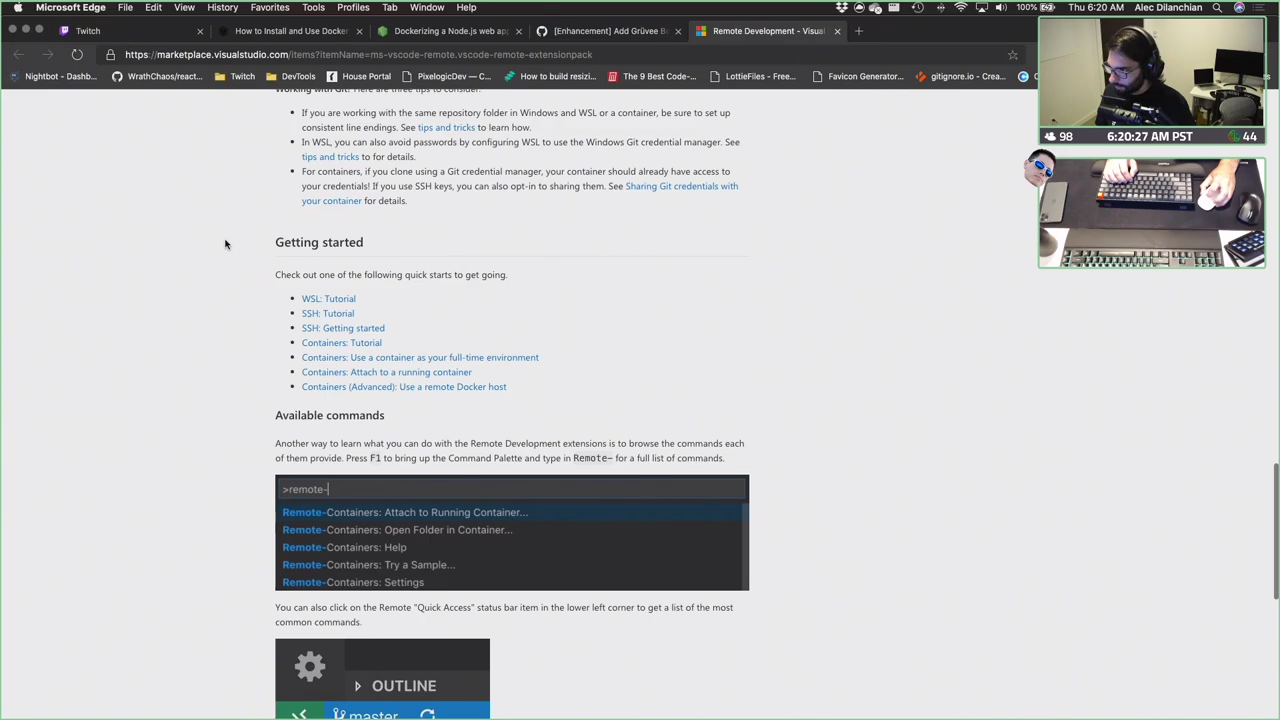 Microsoft Edge File Edit View History Favorites Tools Profiles Tab Window Help
100% Thu 6:20 AM Alec Dilanchian
Twitch
How to Install and Use Docker
Dockerizing a Node.js web app
[Enhancement] Add Grüvee B
Remote Development - Visual
https://marketplace.visualstudio.com/items?itemName=ms-vscode-remote.vscode-remote-extensionpack
Nightbot - Dashb...
WrathChaos/react...
Twitch
DevTools
House Portal
PixelogicDev — C...
How to build resizi...
The 9 Best Code-...
LottieFiles - Free...
Favicon Generator...
gitignore.io - Crea...
Working with Git? Here are three tips to consider:
• If you are working with the same repository folder in Windows and WSL or a container, be sure to set up
consistent line endings. See tips and tricks to learn how.
• In WSL, you can also avoid passwords by configuring WSL to use the Windows Git credential manager. See
tips and tricks to for details.
• For containers, if you clone using a Git credential manager, your container should already have access to
your credentials! If you use SSH keys, you can also opt-in to sharing them. See Sharing Git credentials with
your container for details.
Getting started
Check out one of the following quick starts to get going.
• WSL: Tutorial
• SSH: Tutorial
• SSH: Getting started
• Containers: Tutorial
• Containers: Use a container as your full-time environment
• Containers: Attach to a running container
• Containers (Advanced): Use a remote Docker host
Available commands
Another way to learn what you can do with the Remote Development extensions is to browse the commands each
of them provide. Press F1 to bring up the Command Palette and type in Remote- for a full list of commands.
>remote-
Remote-Containers: Attach to Running Container...
Remote-Containers: Open Folder in Container...
Remote-Containers: Help
Remote-Containers: Try a Sample...
Remote-Containers: Settings
You can also click on the Remote "Quick Access" status bar item in the lower left corner to get a list of the most
common commands.
OUTLINE
master
98 6:20:27 AM PST 44